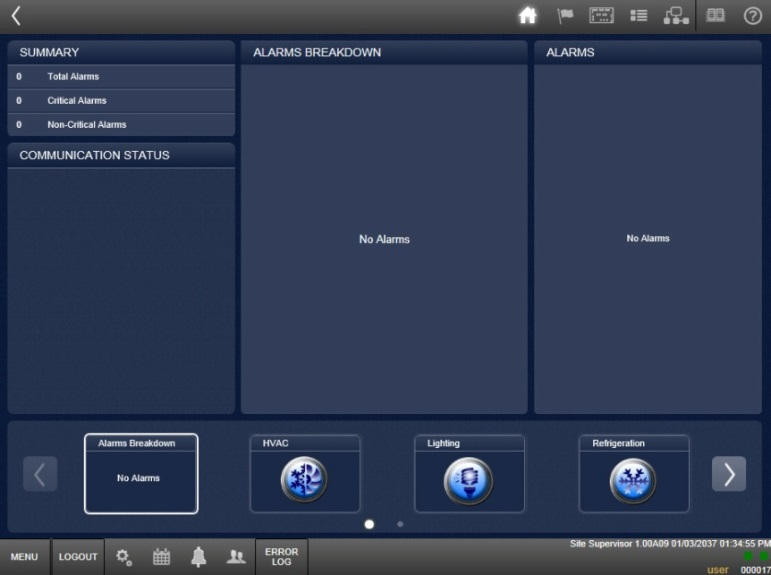 SUMMARY
0 Total Alarms
0 Critical Alarms
0 Non-Critical Alarms
COMMUNICATION STATUS
ALARMS BREAKDOWN
No Alarms
ALARMS
No Alarms
Alarms Breakdown
No Alarms
HVAC
Lighting
Refrigeration
MENU
LOGOUT
ERROR
LOG
Site Supervisor 1.00A09 01/03/2037 01:34:55 PM
user 000017